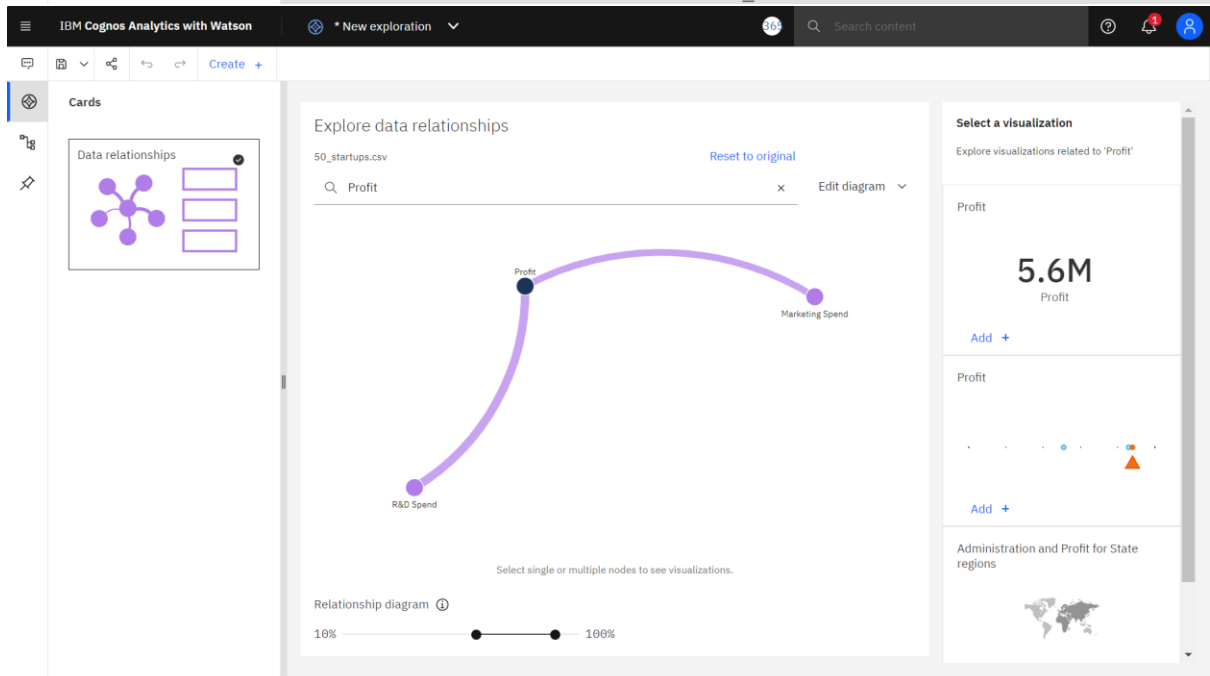 IBM Cognos Analytics with Watson
* New exploration
365
Search content
1
Create +
Cards
Data relationships
Explore data relationships
50_startups.csv
Reset to original
Profit
Edit diagram
Profit
Marketing Spend
R&D Spend
Select single or multiple nodes to see visualizations.
Relationship diagram
10%
100%
Select a visualization
Explore visualizations related to 'Profit'
Profit
5.6M
Profit
Add +
Profit
Add +
Administration and Profit for State
regions